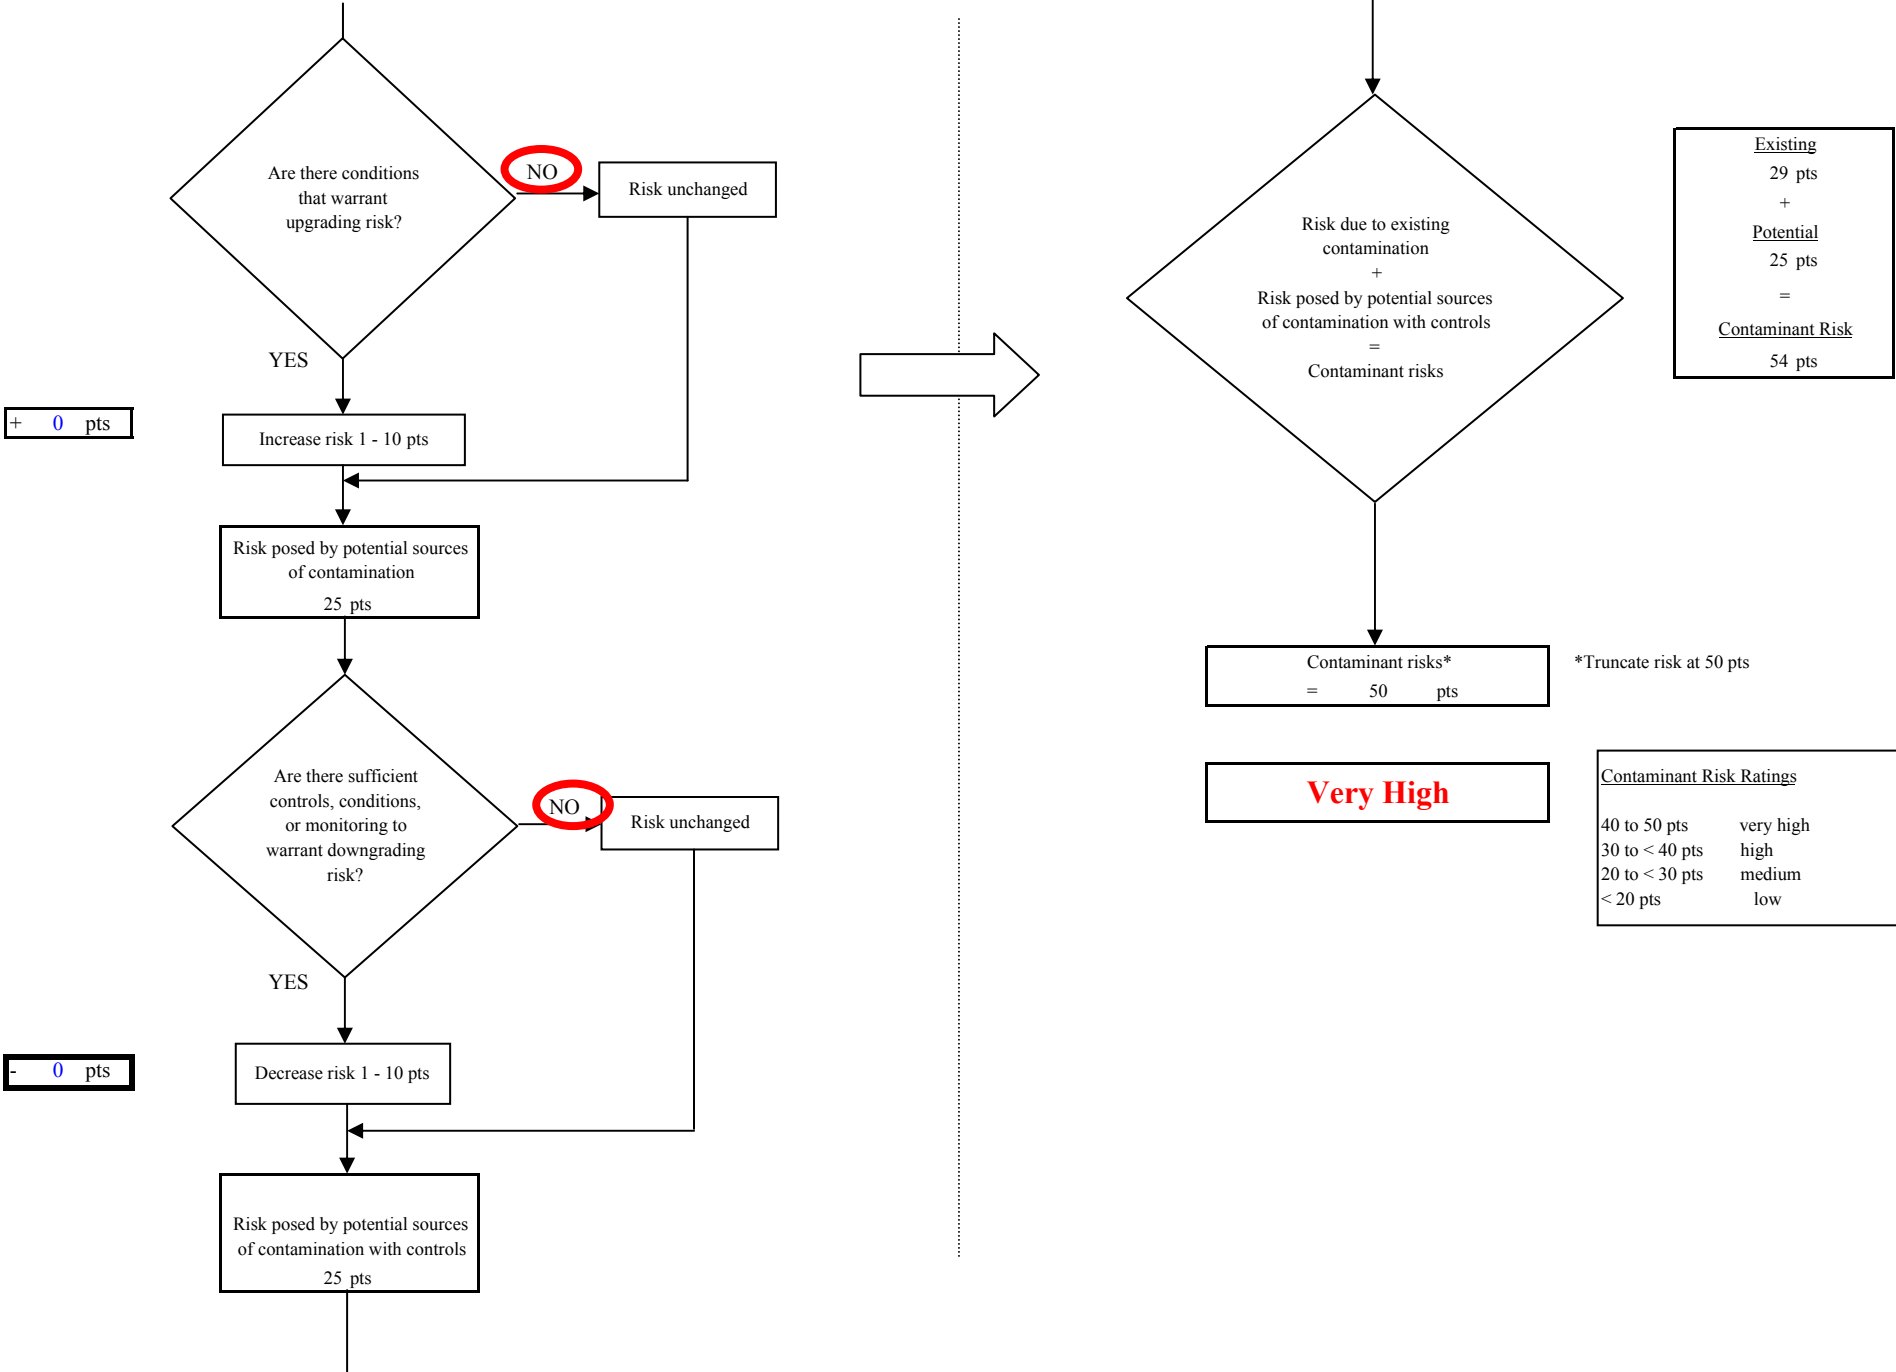 Are there conditions
that warrant
upgrading risk?
NO
Risk unchanged
YES
+ 0 pts
Increase risk 1 - 10 pts
Risk posed by potential sources
of contamination
25 pts
Are there sufficient
controls, conditions,
or monitoring to
warrant downgrading
risk?
NO
Risk unchanged
YES
- 0 pts
Decrease risk 1 - 10 pts
Risk posed by potential sources
of contamination with controls
25 pts
Risk due to existing
contamination
+
Risk posed by potential sources
of contamination with controls
=
Contaminant risks
Existing
29 pts
+
Potential
25 pts
=
Contaminant Risk
54 pts
Contaminant risks*
= 50 pts
*Truncate risk at 50 pts
Very High
Contaminant Risk Ratings
40 to 50 pts very high
30 to < 40 pts high
20 to < 30 pts medium
< 20 pts low